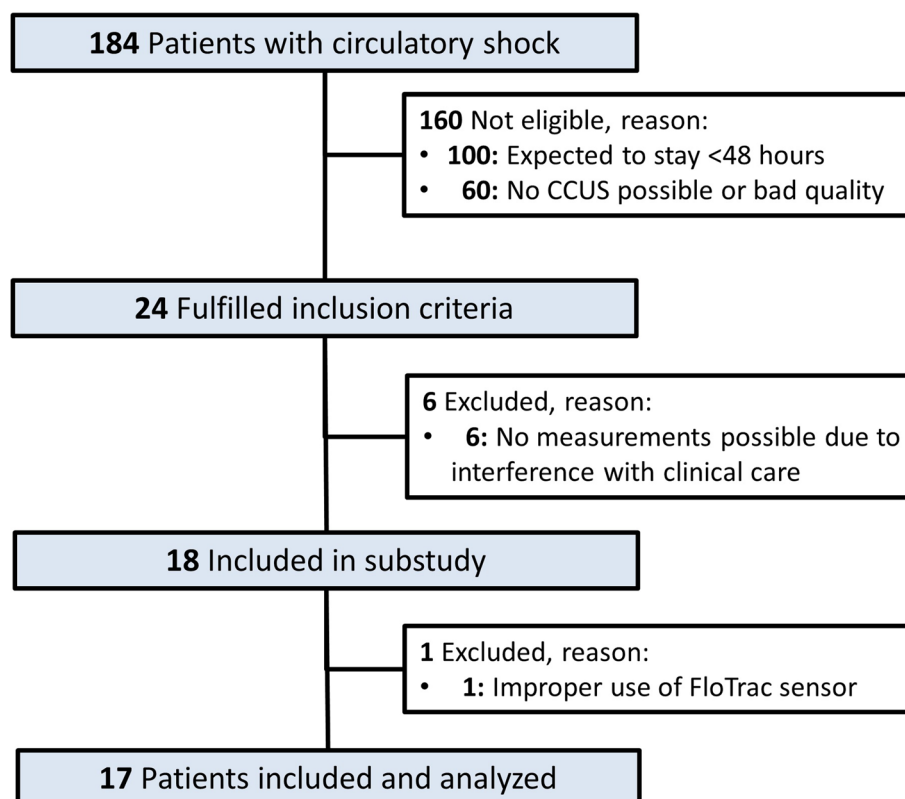 184 Patients with circulatory shock
160 Not eligible, reason:
• 100: Expected to stay <48 hours
• 60: No CCUS possible or bad quality
24 Fulfilled inclusion criteria
6 Excluded, reason:
• 6: No measurements possible due to
interference with clinical care
18 Included in substudy
1 Excluded, reason:
• 1: Improper use of FloTrac sensor
17 Patients included and analyzed